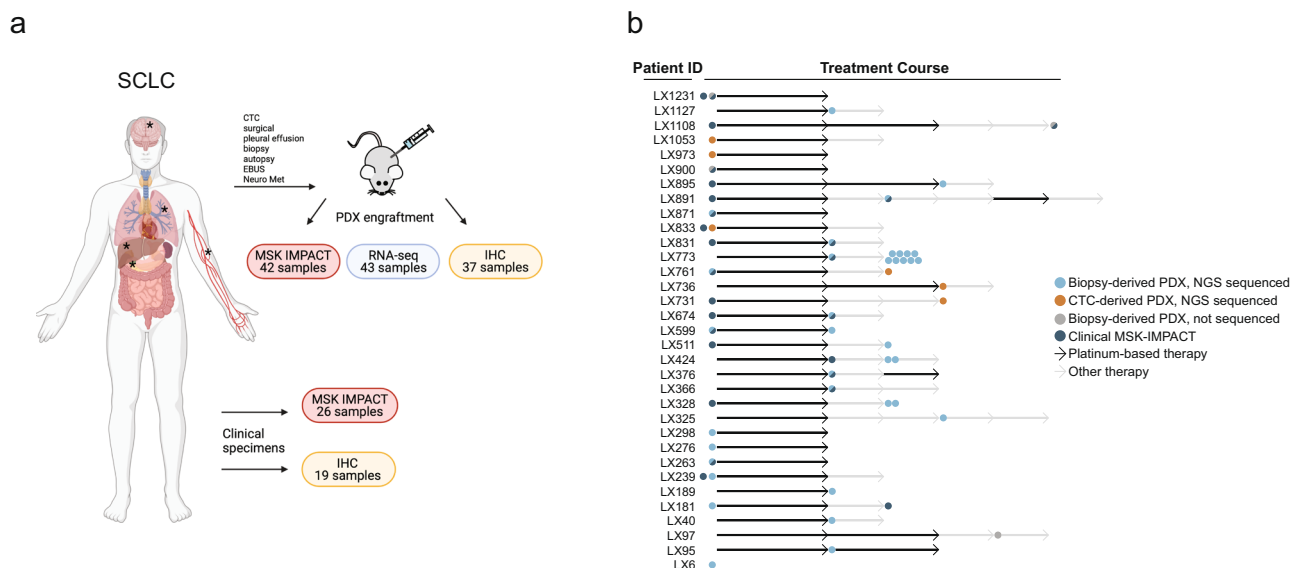 a
SCLC
CTC
surgical
pleural effusion
biopsy
autopsy
EBUS
Neuro Met
PDX engraftment
MSK IMPACT
42 samples
RNA-seq
43 samples
IHC
37 samples
Clinical
specimens
MSK IMPACT
26 samples
IHC
19 samples
b
Patient ID
Treatment Course
LX1231
LX1127
LX1108
LX1053
LX973
LX900
LX895
LX891
LX871
LX833
LX831
LX773
LX761
LX736
LX731
LX674
LX599
LX511
LX424
LX376
LX366
LX328
LX325
LX298
LX276
LX263
LX239
LX189
LX181
LX40
LX97
LX95
LX6
Biopsy-derived PDX, NGS sequenced
CTC-derived PDX, NGS sequenced
Biopsy-derived PDX, not sequenced
Clinical MSK-IMPACT
Platinum-based therapy
Other therapy